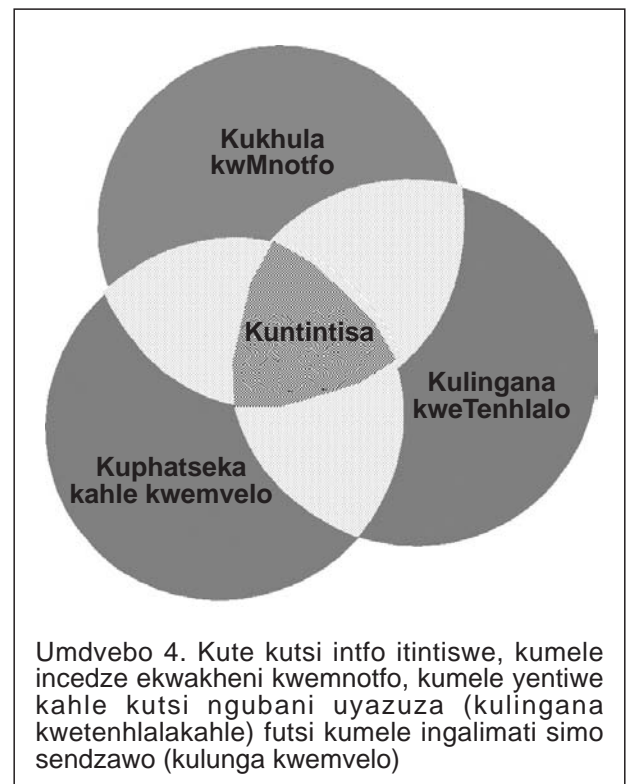 Kukhula
kwMnotfo
Kuntintisa
Kulingana
kweTenhlalo
Kuphatseka
kahle kwemvelo
Umdvebo 4. Kute kutsi intfo itintiswe, kumele
incedze ekwakheni kwemnotfo, kumele yentiwe
kahle kutsi ngubani uyazuza (kulingana
kwetenhlalakahle) futsi kumele ingalimati simo
sendzawo (kulunga kwemvelo)